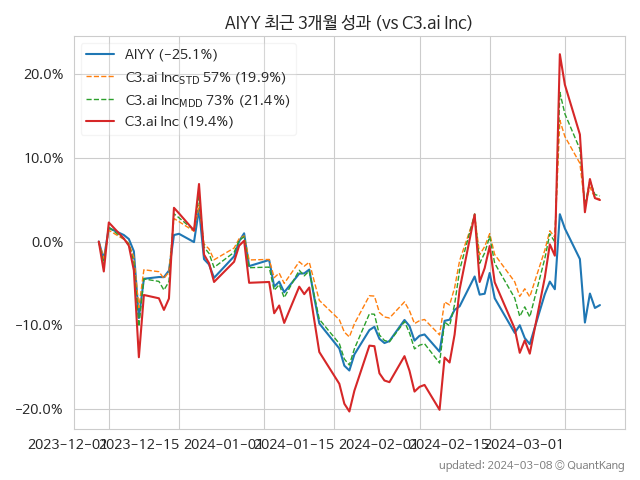 AIYY 최근 3개월 성과 (vs C3.ai Inc)
AIYY (−25.1%)
C3.ai Inc_STD 57% (19.9%)
C3.ai Inc_MDD 73% (21.4%)
C3.ai Inc (19.4%)
20.0%
10.0%
0.0%
−10.0%
−20.0%
2023-12-01 2023-12-15 2024-01-01 2024-01-15 2024-02-01 2024-02-15 2024-03-01
updated: 2024-03-08 © QuantKang